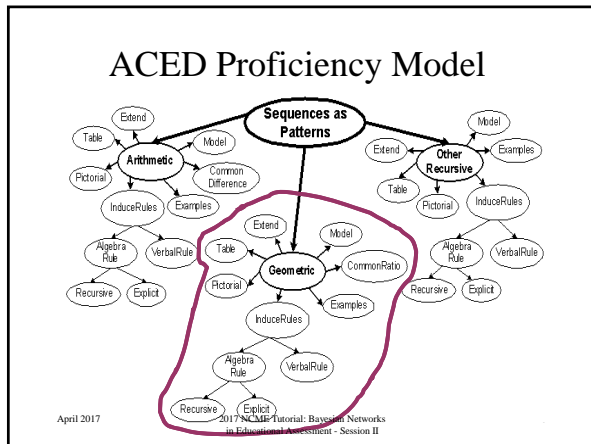 ACED Proficiency Model
Sequences as
Patterns
Extend
Table
Model
Arithmetic
Pictorial
Common
Difference
InduceRules
Examples
Algebra
Rule
VerbalRule
Recursive
Explicit
Extend
Model
Table
Geometric
CommonRatio
Pictorial
Examples
InduceRules
Algebra
Rule
VerbalRule
Recursive
Explicit
Model
Extend
Other
Recursive
Examples
Table
Pictorial
InduceRules
Algebra
Rule
VerbalRule
Recursive
Explicit
April 2017
2017 NCME Tutorial: Bayesian Networks
in Educational Assessment - Session II